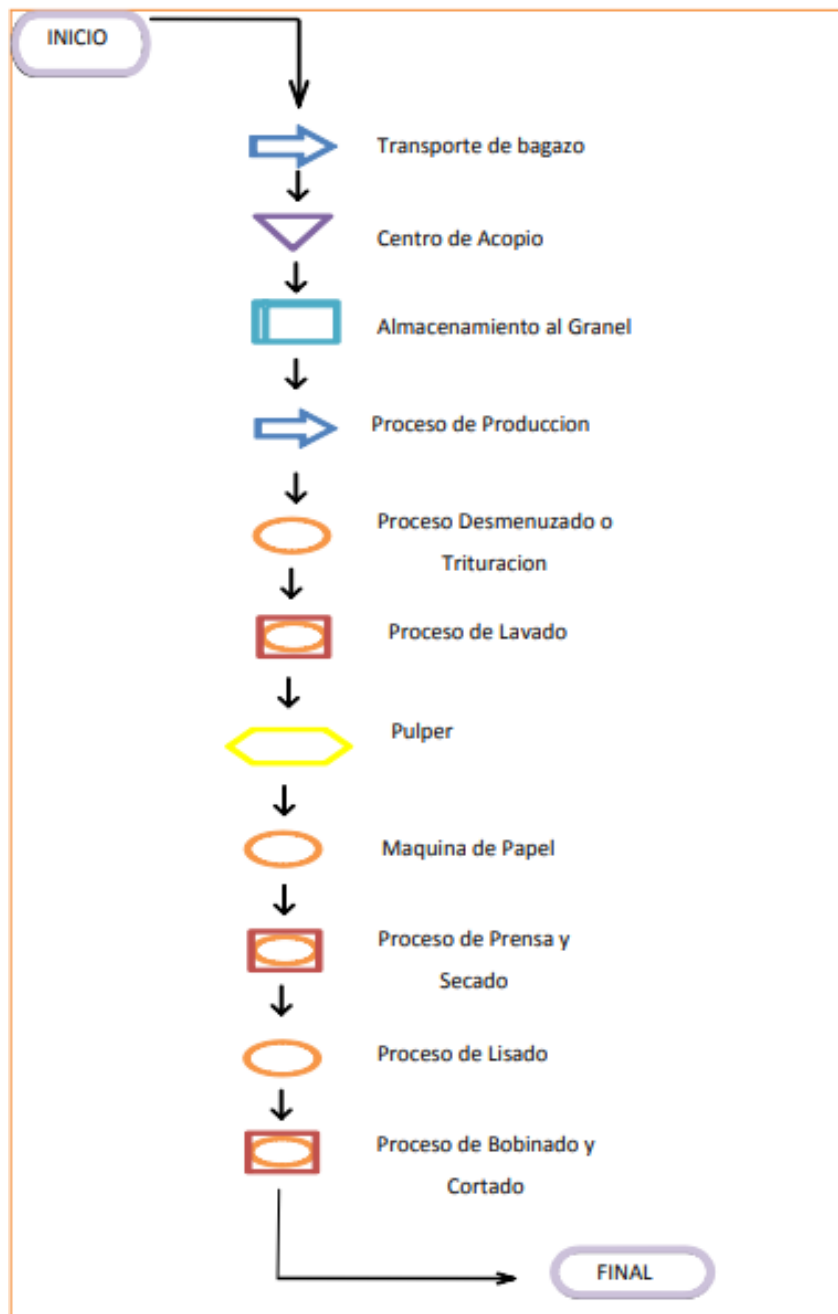 INICIO
Transporte de bagazo
Centro de Acopio
Almacenamiento al Granel
Proceso de Produccion
Proceso Desmenuzado o
Trituracion
Proceso de Lavado
Pulper
Maquina de Papel
Proceso de Prensa y
Secado
Proceso de Lisado
Proceso de Bobinado y
Cortado
FINAL